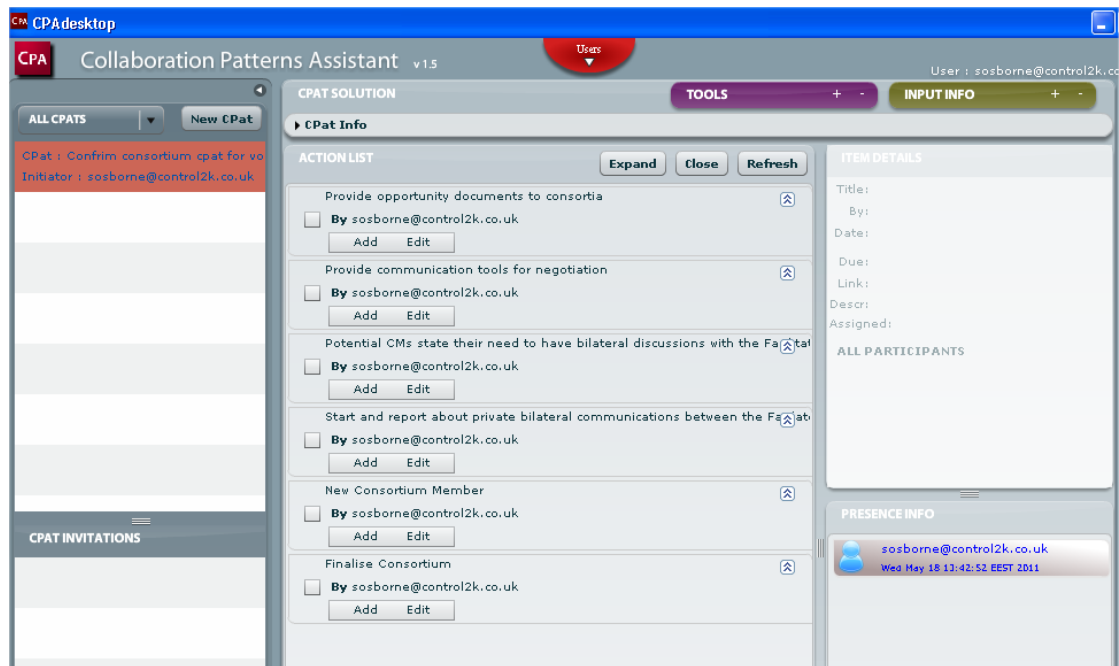 CPA CPAdesktop
CPA Collaboration Patterns Assistant v 1.5
Users
User : sosborne@control2k.co
ALL CPATS
New CPat
CPat : Confrim consortium cpat for vo
Initiator : sosborne@control2k.co.uk
CPAT INVITATIONS
CPAT SOLUTION
TOOLS + -
INPUT INFO + -
CPat Info
ACTION LIST
Expand Close Refresh
Provide opportunity documents to consortia
By sosborne@control2k.co.uk
Add Edit
Provide communication tools for negotiation
By sosborne@control2k.co.uk
Add Edit
Potential CMs state their need to have bilateral discussions with the
By sosborne@control2k.co.uk
Add Edit
Start and report about private bilateral communications between the
By sosborne@control2k.co.uk
Add Edit
New Consortium Member
By sosborne@control2k.co.uk
Add Edit
Finalise Consortium
By sosborne@control2k.co.uk
Add Edit
ITEM DETAILS
Title:
By:
Date:
Due:
Link:
Descr:
Assigned:
ALL PARTICIPANTS
PRESENCE INFO
sosborne@control2k.co.uk
Wed May 18 13:42:52 EEST 2011